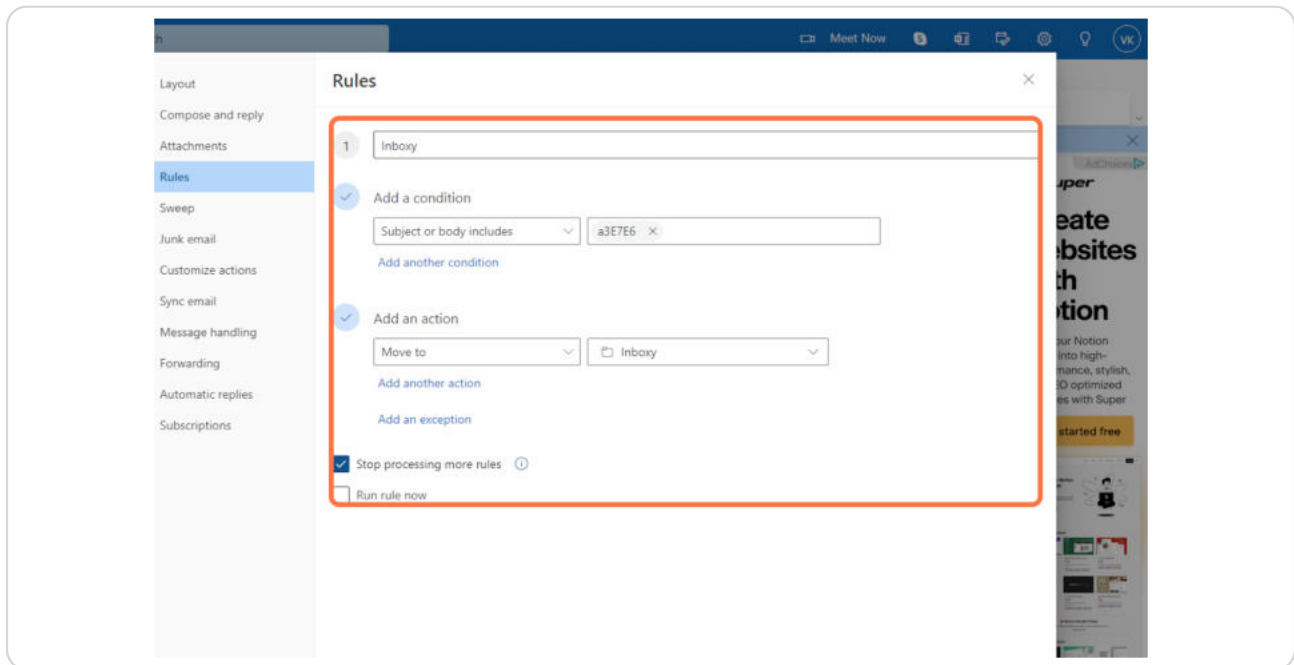 h
Meet Now
VK
Layout
Compose and reply
Attachments
Rules
Sweep
Junk email
Customize actions
Sync email
Message handling
Forwarding
Automatic replies
Subscriptions
Rules
1
Inboxy
Add a condition
Subject or body includes
a3E7E6
Add another condition
Add an action
Move to
Inboxy
Add another action
Add an exception
Stop processing more rules
Run rule now
AdChoices
uper
eate
bsites
th
tion
our Notion
into high-
mance, stylish,
EO optimized
es with Super
started free